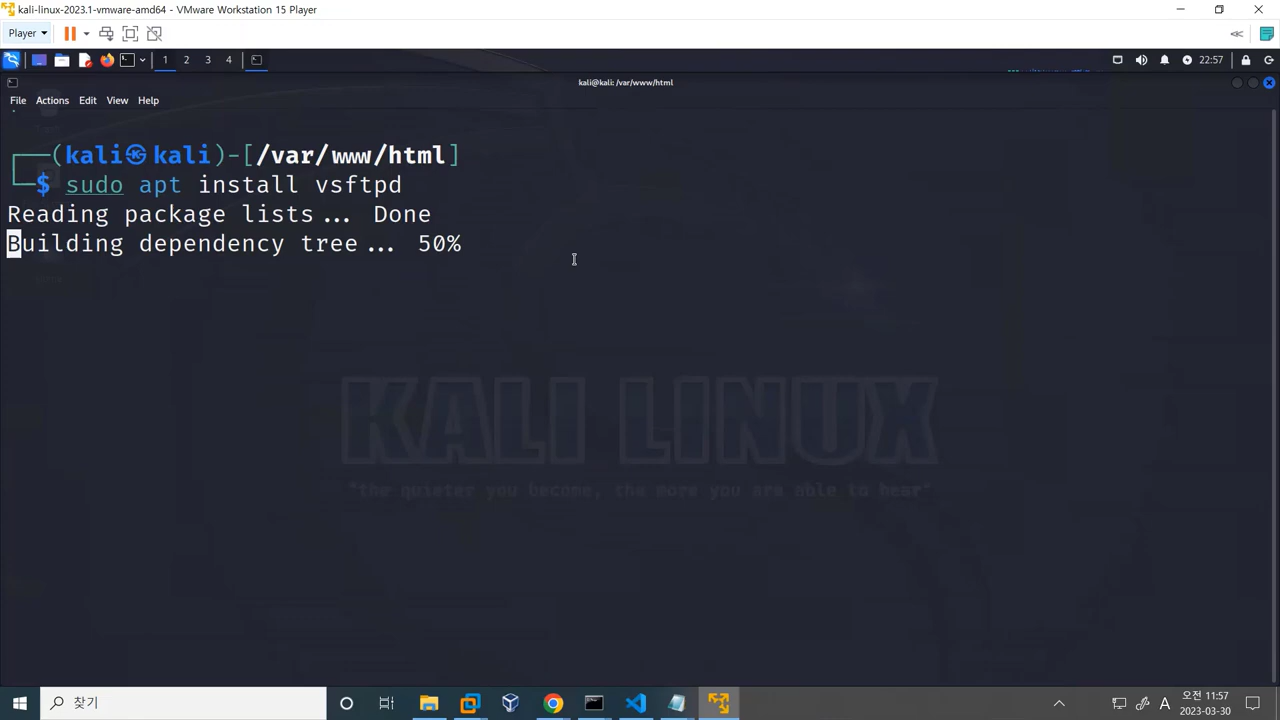 kali-linux-2023.1-vmware-amd64 - VMware Workstation 15 Player
Player
1 2 3 4
22:57
kali@kali: /var/www/html
File Actions Edit View Help
┌──(kali㉿kali)-[/var/www/html]
└─$ sudo apt install vsftpd
Reading package lists... Done
Building dependency tree... 50%
KALI LINUX
"the quieter you become, the more you are able to hear"
찾기
A
오전 11:57
2023-03-30